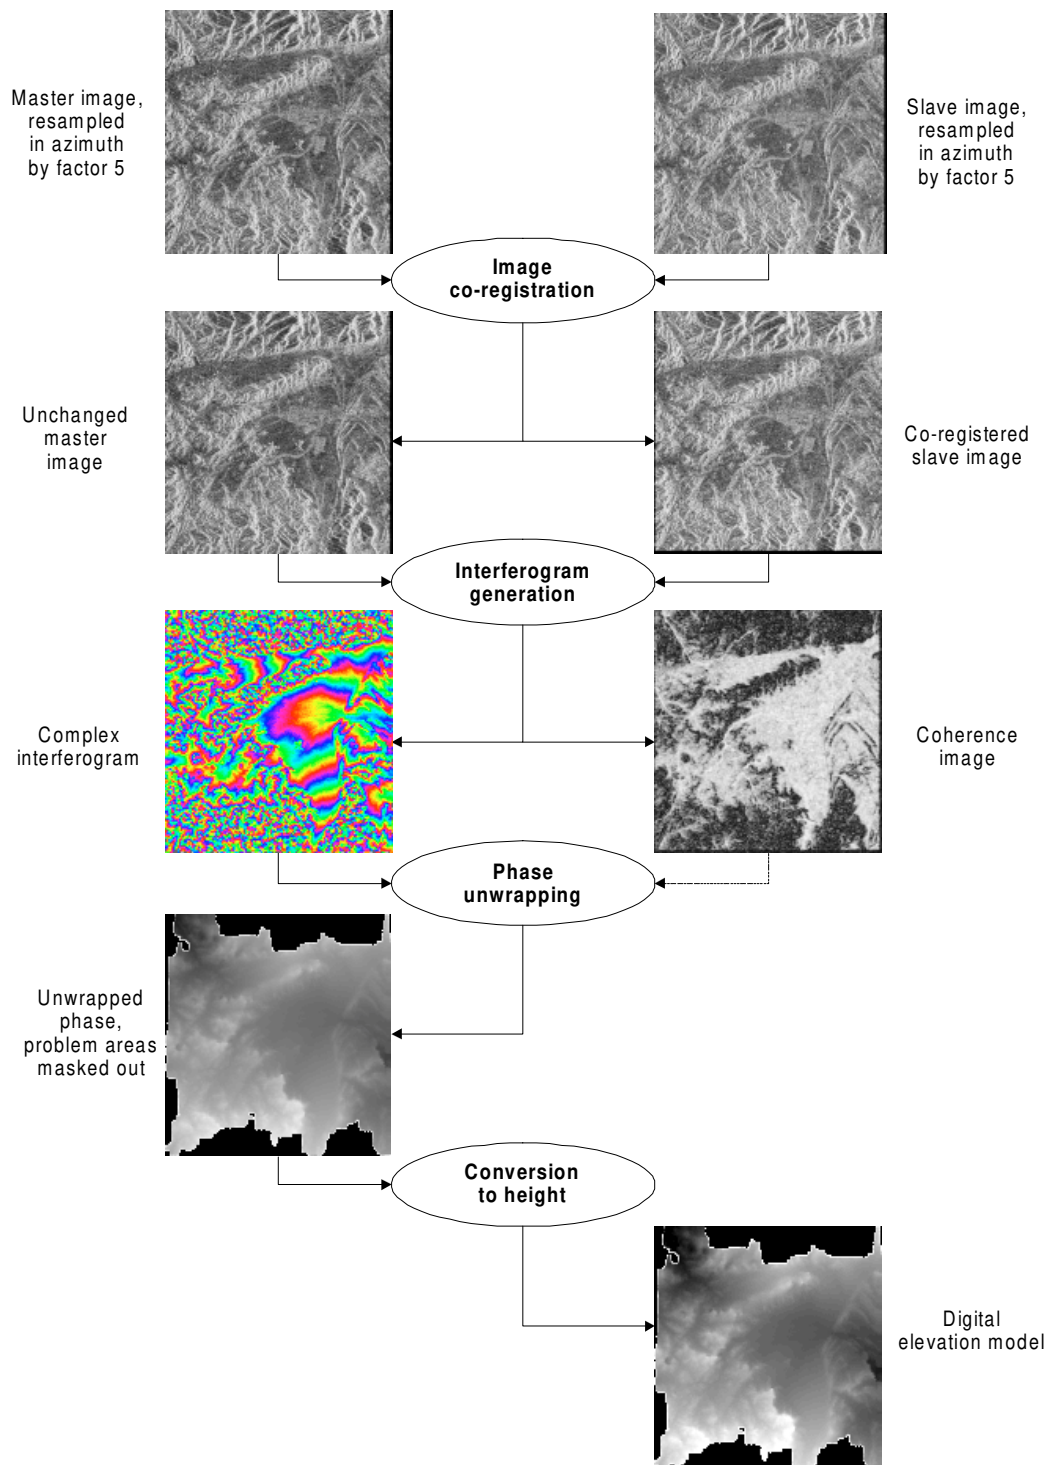 Master image,
resampled
in azimuth
by factor 5
Slave image,
resampled
in azimuth
by factor 5
Image
co-registration
Unchanged
master
image
Co-registered
slave image
Interferogram
generation
Complex
interferogram
Coherence
image
Phase
unwrapping
Unwrapped
phase,
problem areas
masked out
Conversion
to height
Digital
elevation model